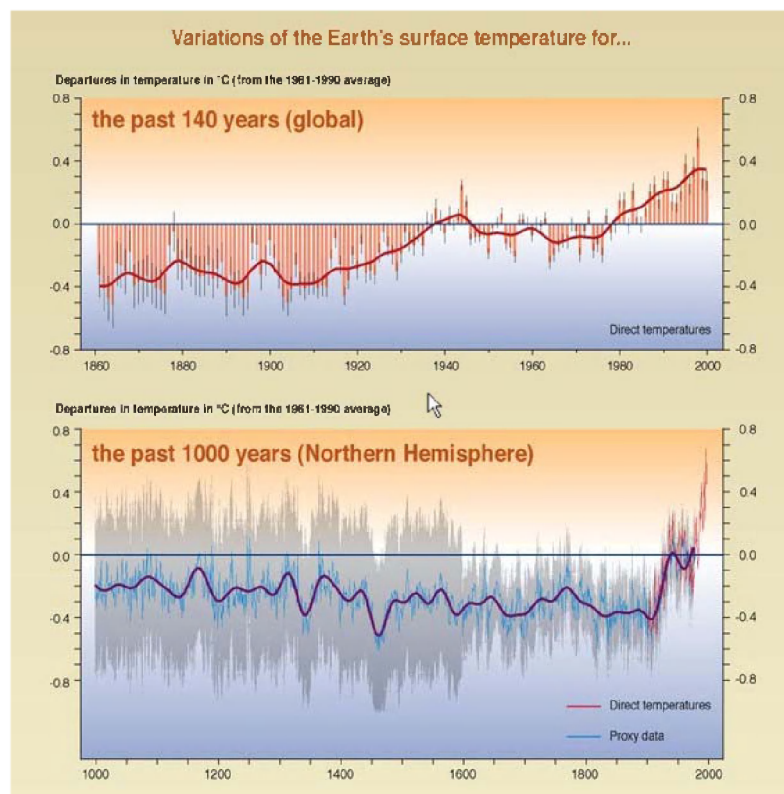 Variations of the Earth's surface temperature for...
Departures in temperature in °C (from the 1961-1990 average)
the past 140 years (global)
0.8
0.4
0.0
-0.4
-0.8
0.8
0.4
0.0
-0.4
-0.8
Direct temperatures
1860 1880 1900 1920 1940 1960 1980 2000
Departures in temperature in °C (from the 1961-1990 average)
the past 1000 years (Northern Hemisphere)
0.8
0.4
0.0
-0.4
-0.8
0.8
0.4
0.0
-0.4
-0.8
Direct temperatures
Proxy data
1000 1200 1400 1600 1800 2000